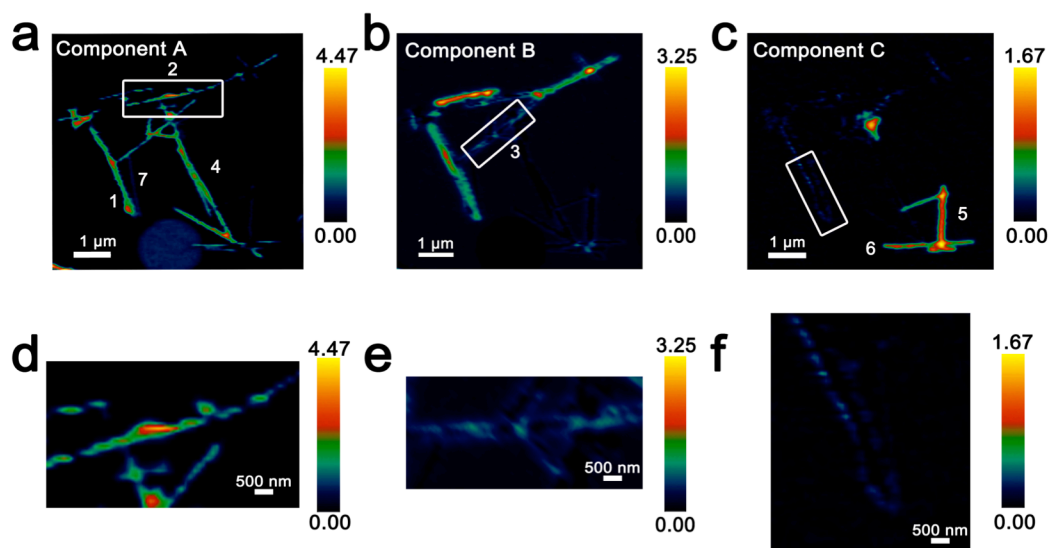 a
Component A
2
7
4
1
1 μm
4.47
0.00
b
Component B
3
1 μm
3.25
0.00
c
Component C
5
6
1 μm
1.67
0.00
d
500 nm
4.47
0.00
e
500 nm
3.25
0.00
f
500 nm
1.67
0.00